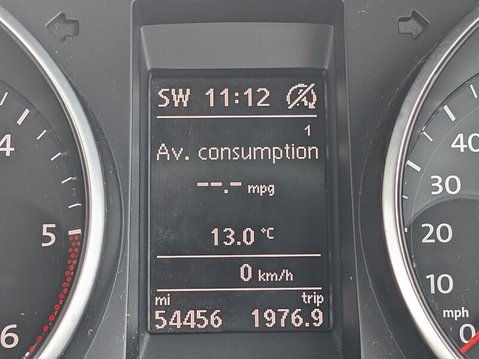 SW 11:12
1
Av. consumption
--.- mpg
13.0 °C
0 km/h
mi trip
54456 1976.9
4
5
6
40
30
20
10
mph
0